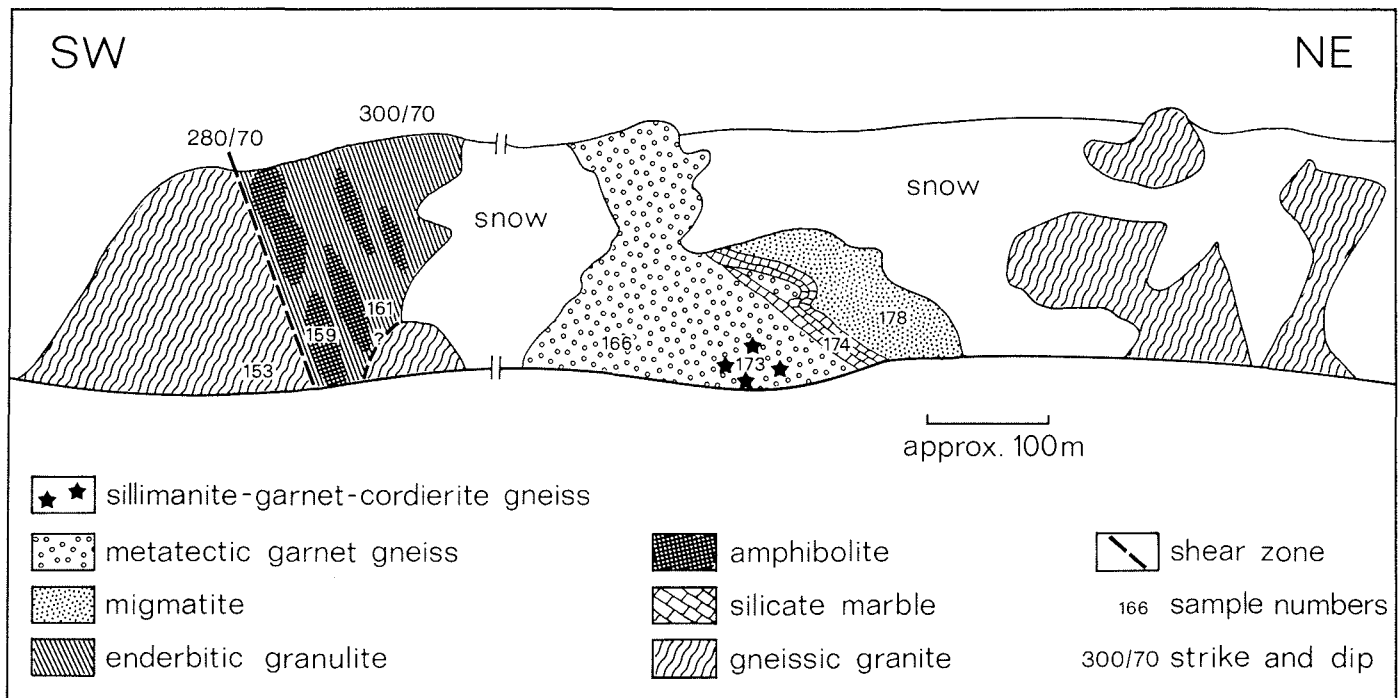 SW
NE
300/70
280/70
snow
snow
161
?
159
153
166
173
174
178
approx. 100m
sillimanite-garnet-cordierite gneiss
metatectic garnet gneiss
migmatite
enderbitic granulite
amphibolite
silicate marble
gneissic granite
shear zone
166 sample numbers
300/70 strike and dip